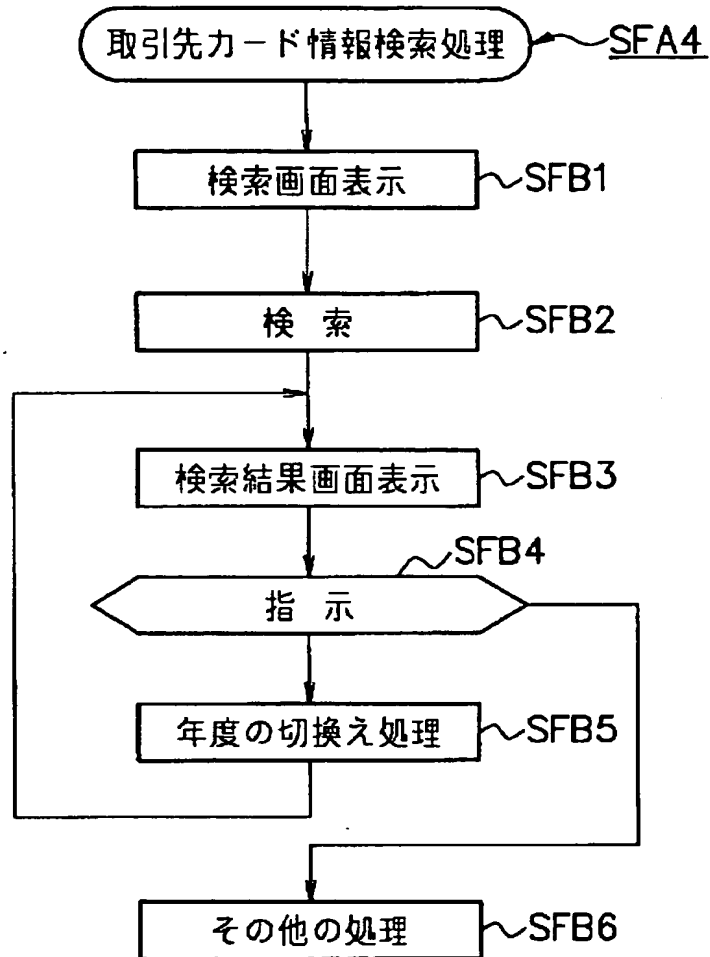 取引先カード情報検索処理 SFA4
検索画面表示 SFB1
検索 SFB2
検索結果画面表示 SFB3
SFB4
指示
年度の切換え処理 SFB5
その他の処理 SFB6